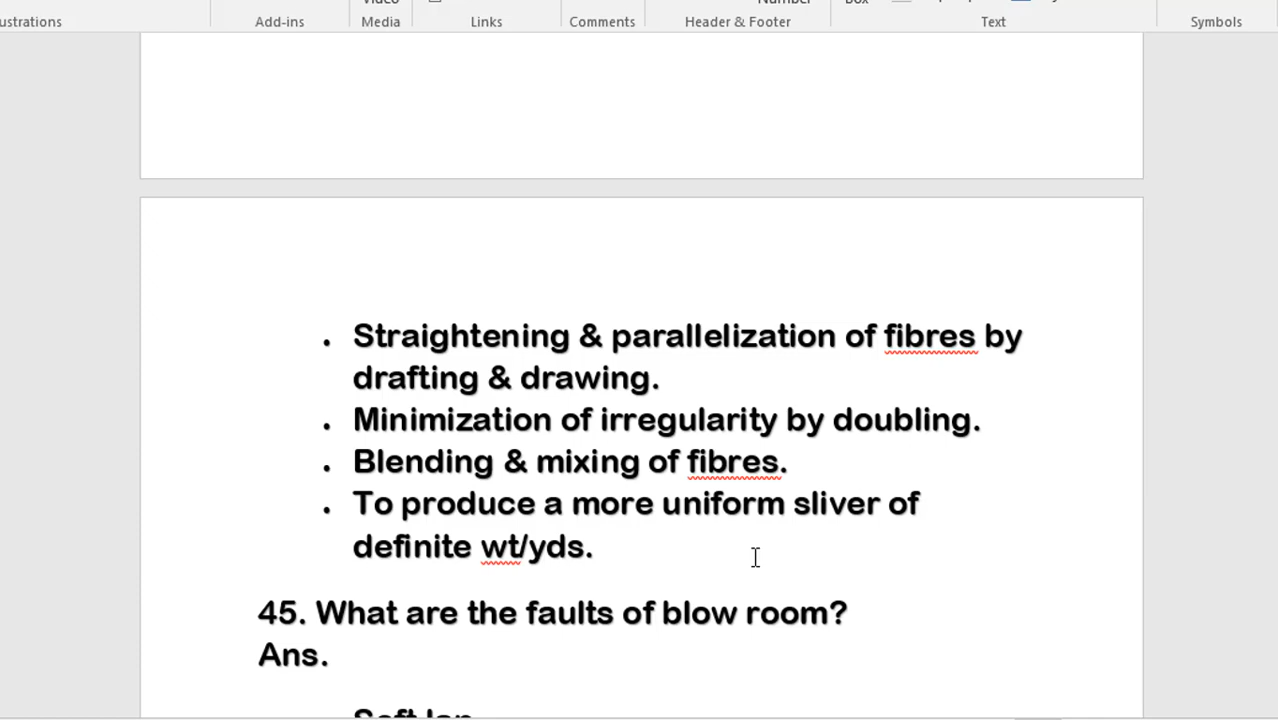 Video
Number
Box
ustrations
Add-ins
Media
Links
Comments
Header & Footer
Text
Symbols
• Straightening & parallelization of fibres by
drafting & drawing.
• Minimization of irregularity by doubling.
• Blending & mixing of fibres.
• To produce a more uniform sliver of
definite wt/yds.
45. What are the faults of blow room?
Ans.
Soft lap